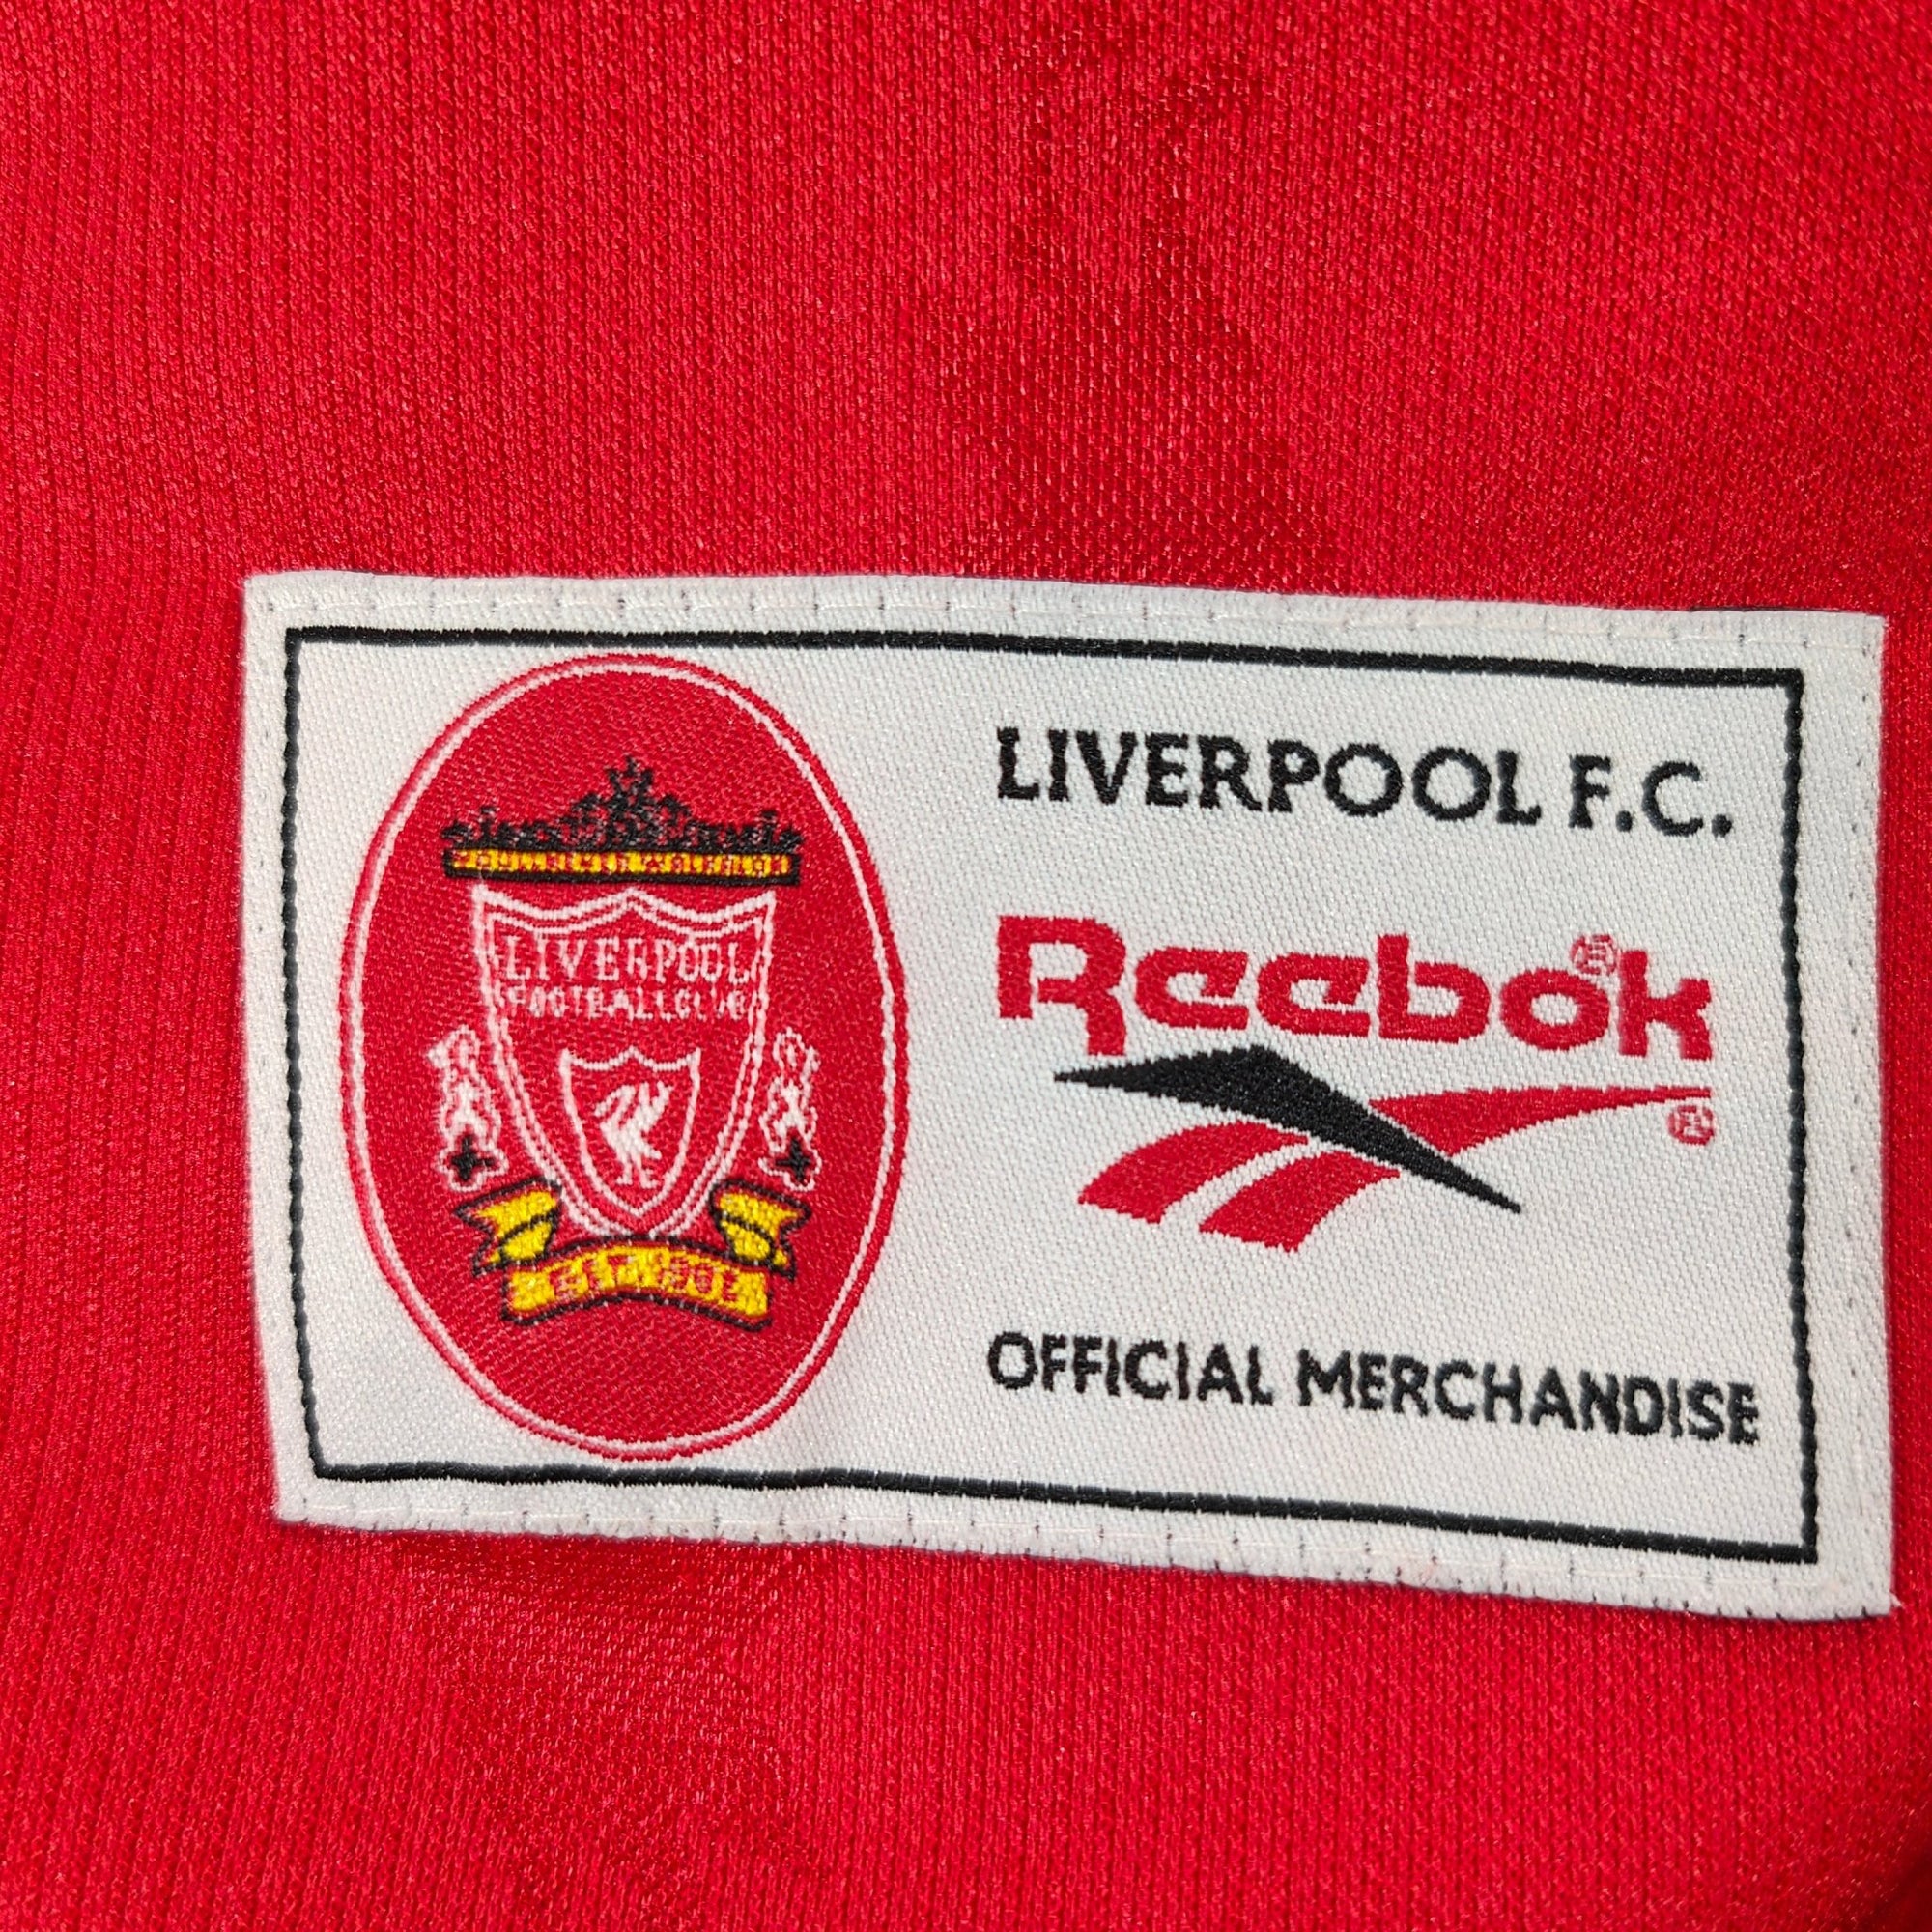 LIVERPOOL
FOOTBALL CLUB
LIVERPOOL F.C.
Reebok
OFFICIAL MERCHANDISE